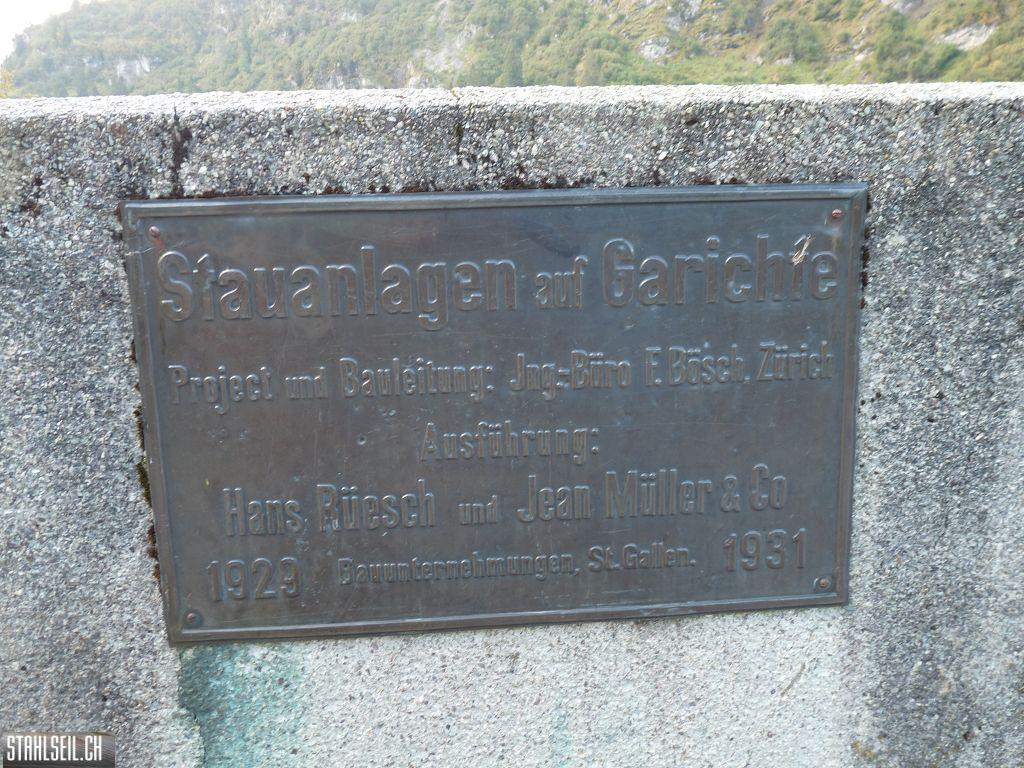 Stauanlagen auf Garichte
Project und Bauleitung: Jng.-Büro F. Bösch, Zürich
Ausführung:
Hans Rüesch und Jean Müller & Co
1929 Bauunternehmungen, St. Gallen. 1931
STAHLSEIL.CH